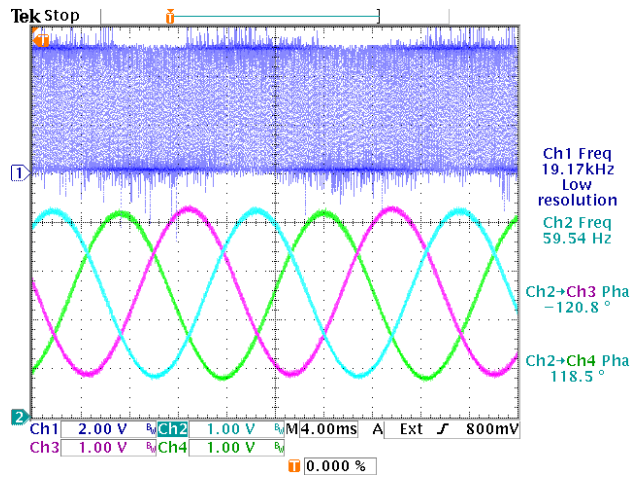 Tek Stop
T
T
1
Ch1 Freq
19.17kHz
Low
resolution
Ch2 Freq
59.54 Hz
Ch2→Ch3 Pha
−120.8 °
Ch2→Ch4 Pha
118.5 °
2
Ch1 2.00 V BW Ch2 1.00 V BW M 4.00ms A Ext ƒ 800mV
Ch3 1.00 V BW Ch4 1.00 V BW
T 0.000 %